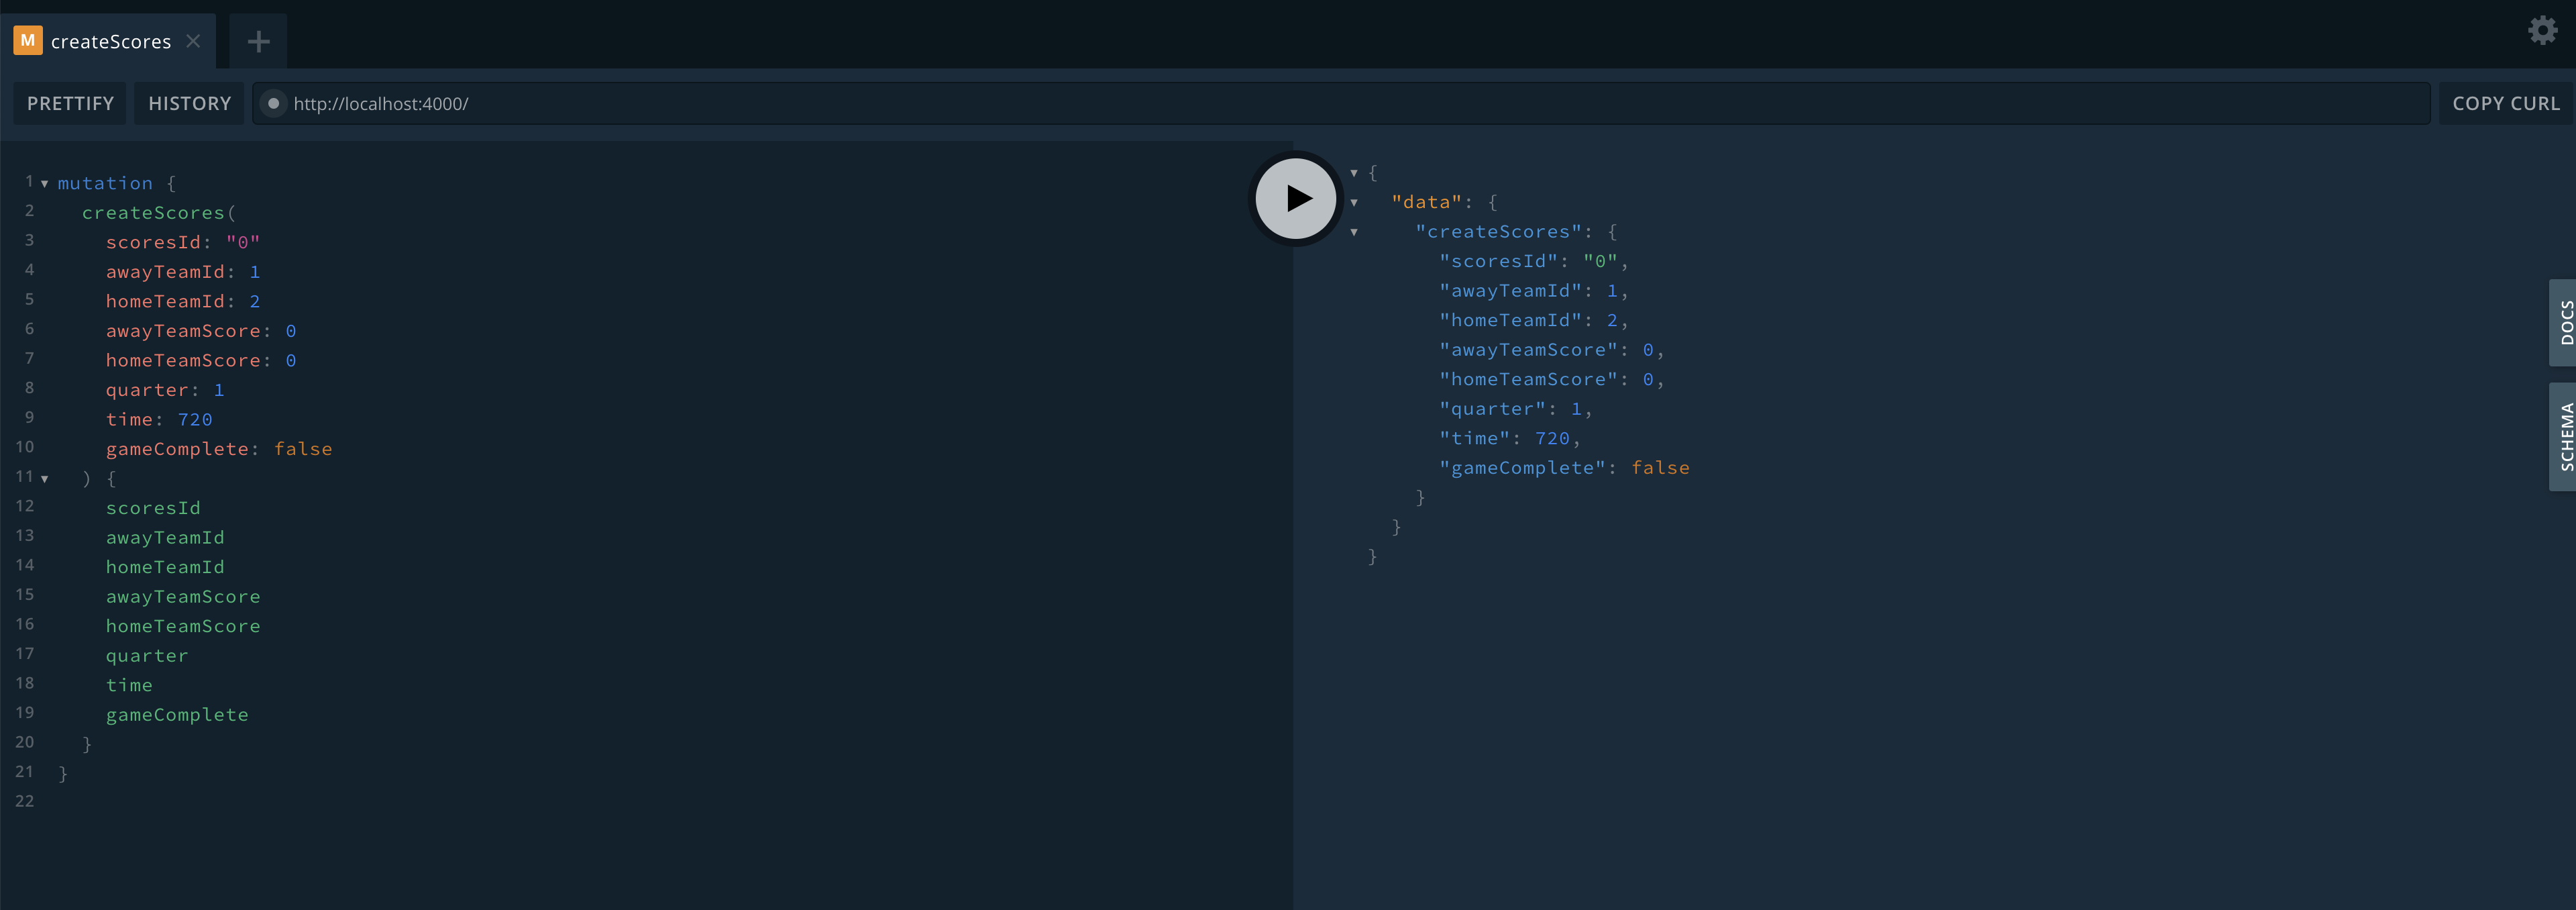 M createScores
PRETTIFY HISTORY http://localhost:4000/ COPY CURL
1 mutation {
2 createScores(
3 scoresId: "0"
4 awayTeamId: 1
5 homeTeamId: 2
6 awayTeamScore: 0
7 homeTeamScore: 0
8 quarter: 1
9 time: 720
10 gameComplete: false
11 ) {
12 scoresId
13 awayTeamId
14 homeTeamId
15 awayTeamScore
16 homeTeamScore
17 quarter
18 time
19 gameComplete
20 }
21 }
22
{
"data": {
"createScores": {
"scoresId": "0",
"awayTeamId": 1,
"homeTeamId": 2,
"awayTeamScore": 0,
"homeTeamScore": 0,
"quarter": 1,
"time": 720,
"gameComplete": false
}
}
}
DOCS
SCHEMA